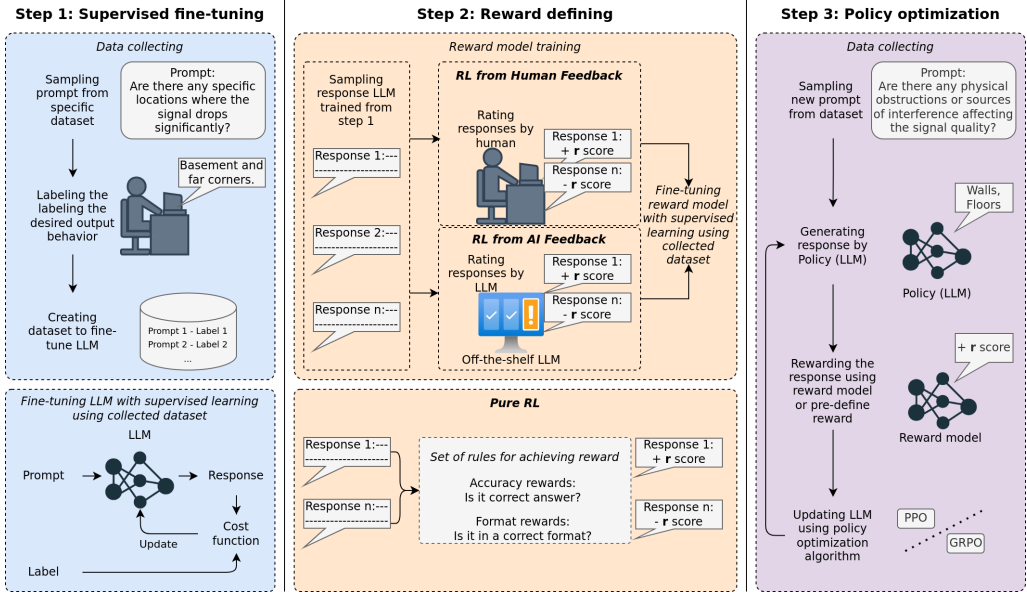 Step 1: Supervised fine-tuning
Data collecting
Sampling
prompt from
specific
dataset
Prompt:
Are there any specific
locations where the
signal drops
significantly?
Labeling the
labeling the
desired output
behavior
Basement and
far corners.
Creating
dataset to fine-
tune LLM
Prompt 1 - Label 1
Prompt 2 - Label 2
...
Fine-tuning LLM with supervised learning
using collected dataset
LLM
Prompt
Response
Cost
function
Update
Label
Step 2: Reward defining
Reward model training
Sampling
response LLM
trained from
step 1
Response 1:---
--------------------
Response 2:---
--------------------
Response n:---
--------------------
RL from Human Feedback
Rating
responses by
human
Response 1:
+ r score
Response n:
- r score
RL from AI Feedback
Rating
responses by
LLM
Response 1:
+ r score
Response n:
- r score
Off-the-shelf LLM
Fine-tuning
reward model
with supervised
learning using
collected
dataset
Pure RL
Response 1:---
--------------------
Response n:---
--------------------
Set of rules for achieving reward
Accuracy rewards:
Is it correct answer?
Format rewards:
Is it in a correct format?
Response 1:
+ r score
Response n:
- r score
Step 3: Policy optimization
Data collecting
Sampling
new prompt
from dataset
Prompt:
Are there any physical
obstructions or sources
of interference affecting
the signal quality?
Generating
response by
Policy (LLM)
Walls,
Floors
Policy (LLM)
Rewarding the
response using
reward model
or pre-define
reward
+ r score
Reward model
Updating LLM
using policy
optimization
algorithm
PPO
GRPO